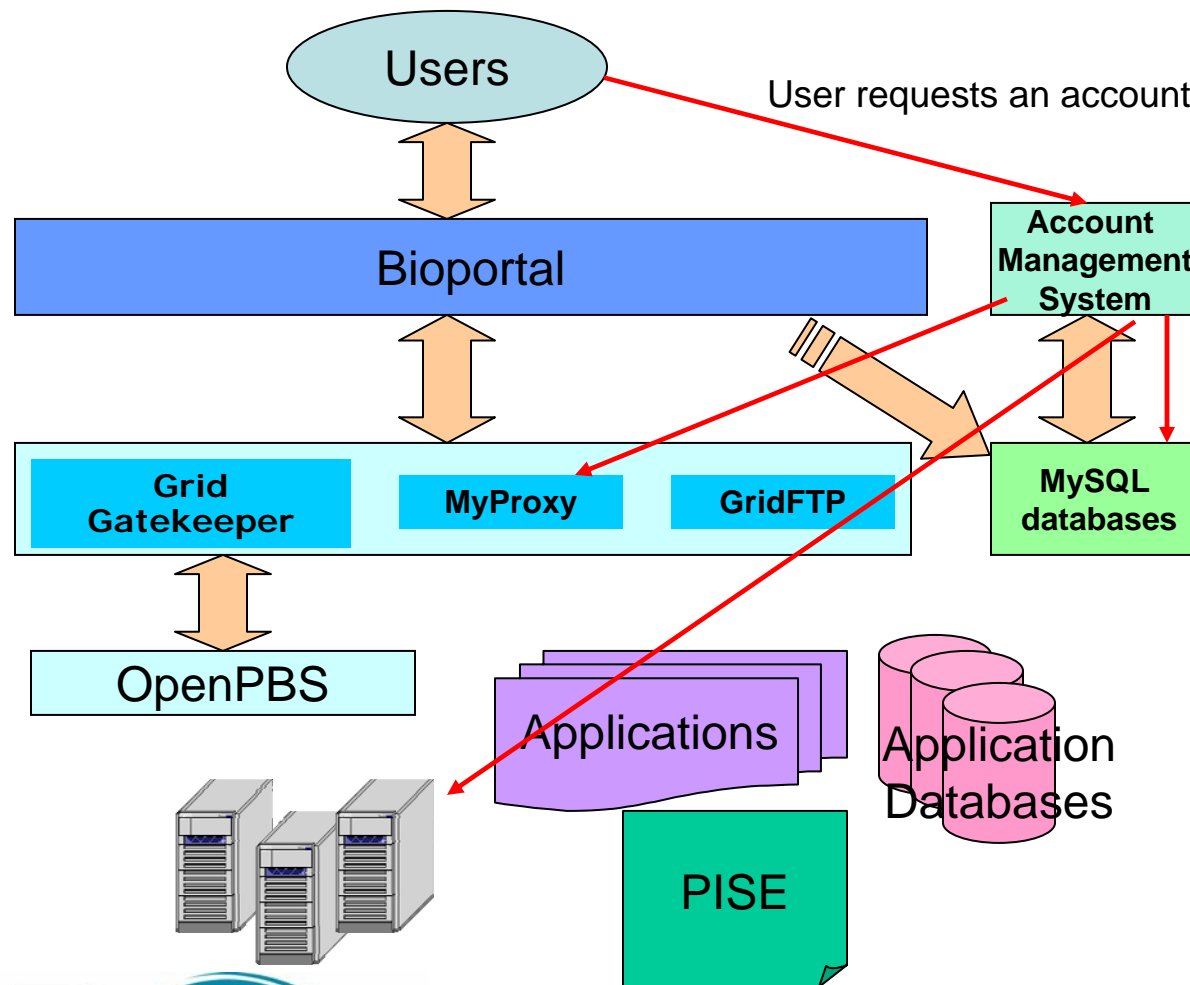 Users
User requests an account
Bioportal
Account
Management
System
Grid
Gatekeeper
MyProxy
GridFTP
MySQL
databases
OpenPBS
Applications
Application
Databases
PISE